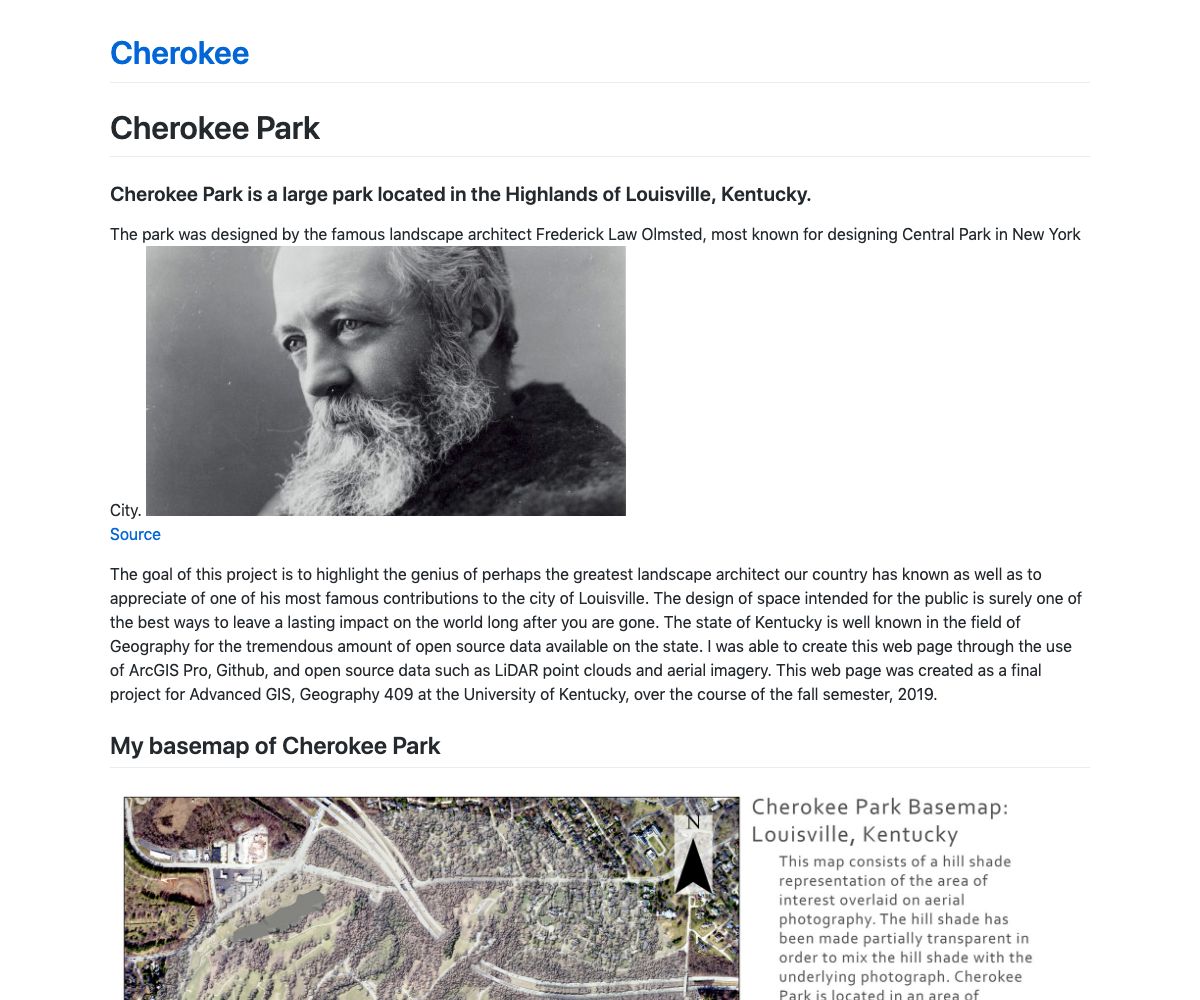 Cherokee
Cherokee Park
Cherokee Park is a large park located in the Highlands of Louisville, Kentucky.
The park was designed by the famous landscape architect Frederick Law Olmsted, most known for designing Central Park in New York
City.
Source
The goal of this project is to highlight the genius of perhaps the greatest landscape architect our country has known as well as to
appreciate of one of his most famous contributions to the city of Louisville. The design of space intended for the public is surely one of
the best ways to leave a lasting impact on the world long after you are gone. The state of Kentucky is well known in the field of
Geography for the tremendous amount of open source data available on the state. I was able to create this web page through the use
of ArcGIS Pro, Github, and open source data such as LiDAR point clouds and aerial imagery. This web page was created as a final
project for Advanced GIS, Geography 409 at the University of Kentucky, over the course of the fall semester, 2019.
My basemap of Cherokee Park
N
Cherokee Park Basemap:
Louisville, Kentucky
This map consists of a hill shade
representation of the area of
interest overlaid on aerial
photography. The hill shade has
been made partially transparent in
order to mix the hill shade with the
underlying photograph. Cherokee
Park is located in an area of